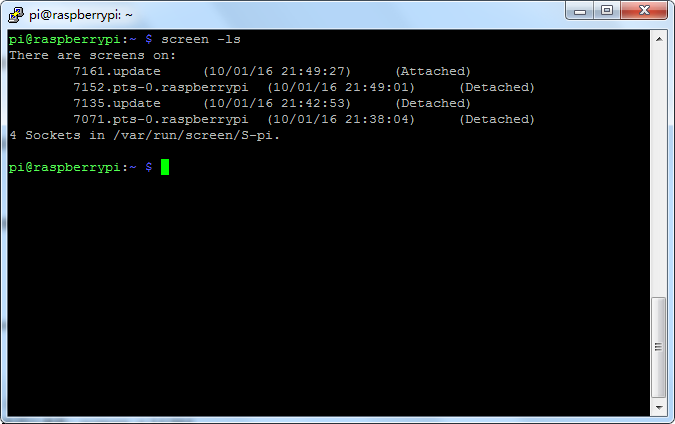 pi@raspberrypi: ~
pi@raspberrypi:~ $ screen -ls
There are screens on:
        7161.update     (10/01/16 21:49:27)     (Attached)
        7152.pts-0.raspberrypi  (10/01/16 21:49:01)     (Detached)
        7135.update     (10/01/16 21:42:53)     (Detached)
        7071.pts-0.raspberrypi  (10/01/16 21:38:04)     (Detached)
4 Sockets in /var/run/screen/S-pi.
pi@raspberrypi:~ $